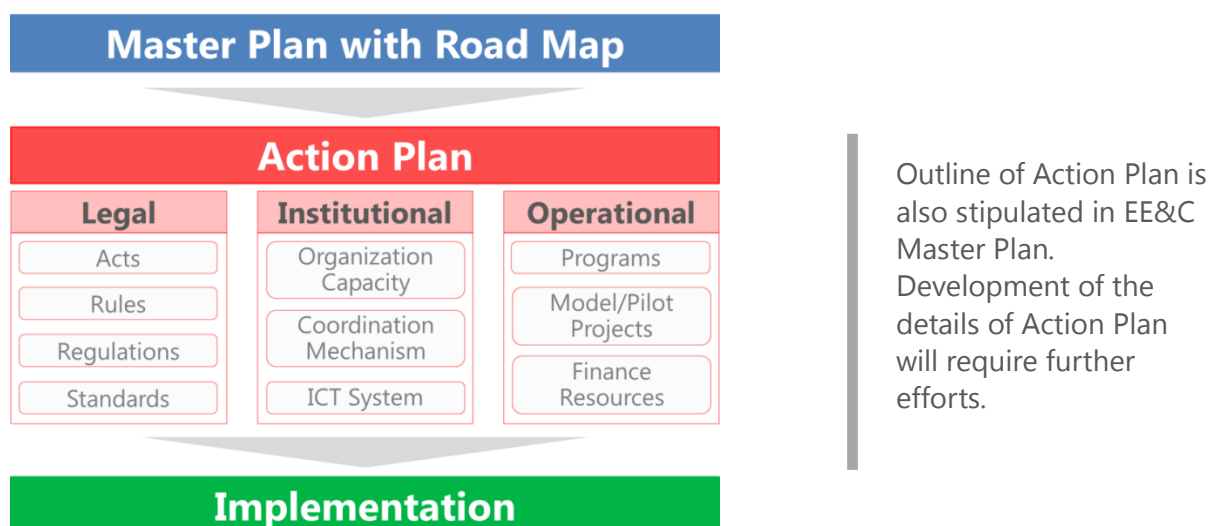 Master Plan with Road Map
Action Plan
Legal
Acts
Rules
Regulations
Standards
Institutional
Organization
Capacity
Coordination
Mechanism
ICT System
Operational
Programs
Model/Pilot
Projects
Finance
Resources
Implementation
Outline of Action Plan is
also stipulated in EE&C
Master Plan.
Development of the
details of Action Plan
will require further
efforts.